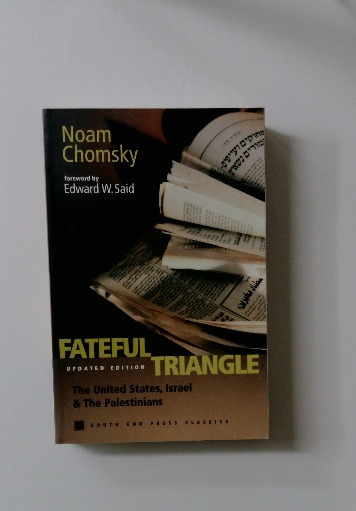 Noam
Chomsky
foreword by
Edward W. Said
FATEFUL
UPDATED EDITION
TRIANGLE
The United States, Israel
& The Palestinians
SOUTH END PRESS CLASSICS